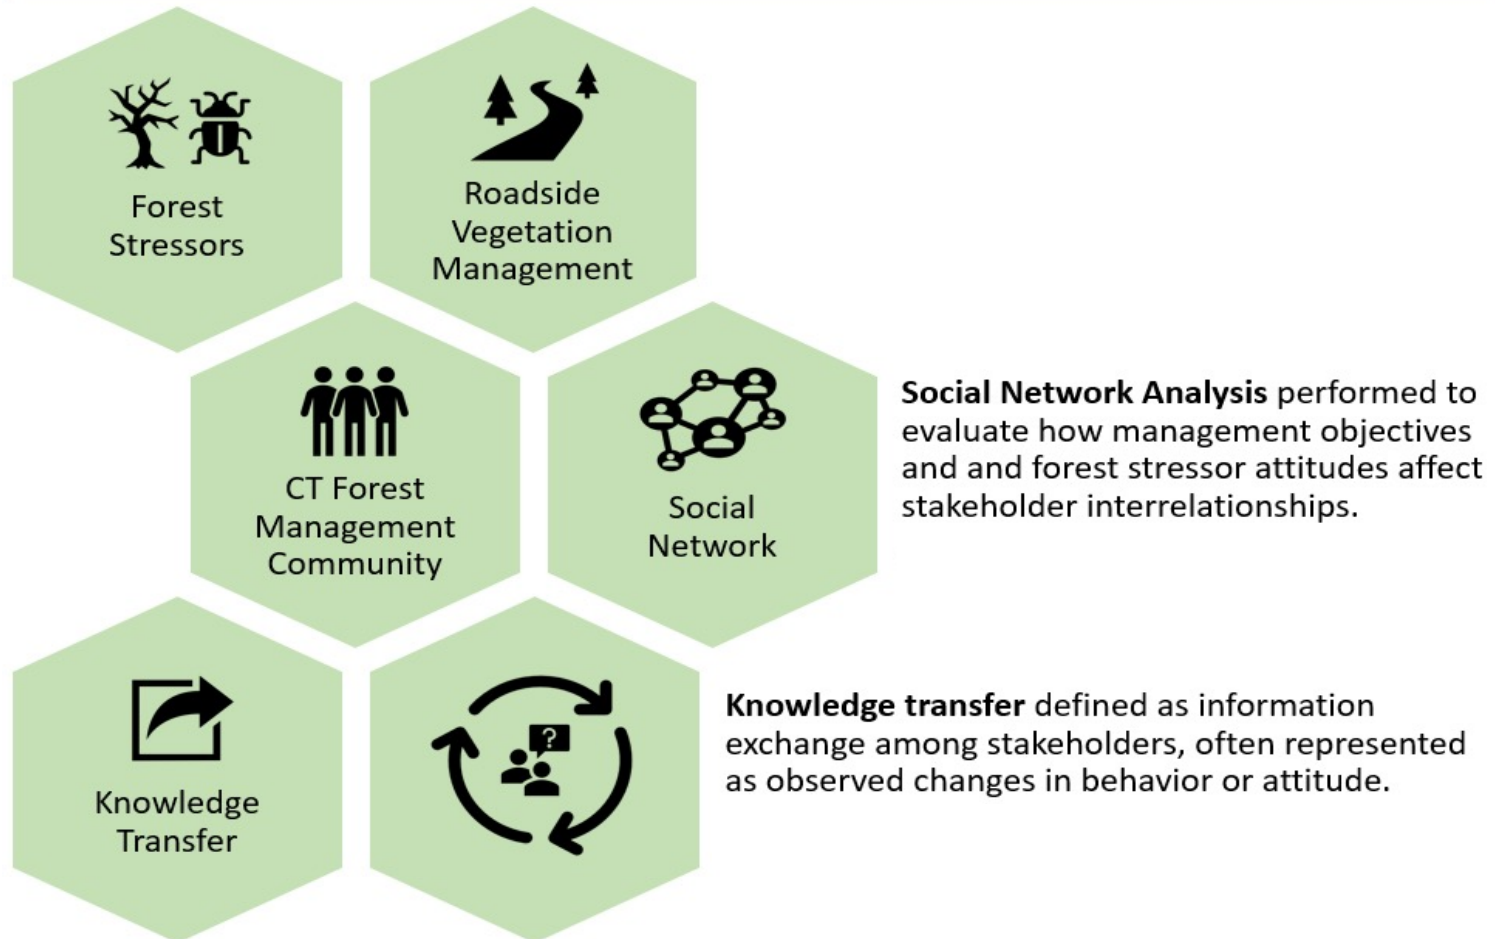 Forest
Stressors
Roadside
Vegetation
Management
CT Forest
Management
Community
Social
Network
Social Network Analysis performed to
evaluate how management objectives
and and forest stressor attitudes affect
stakeholder interrelationships.
Knowledge
Transfer
?
Knowledge transfer defined as information
exchange among stakeholders, often represented
as observed changes in behavior or attitude.